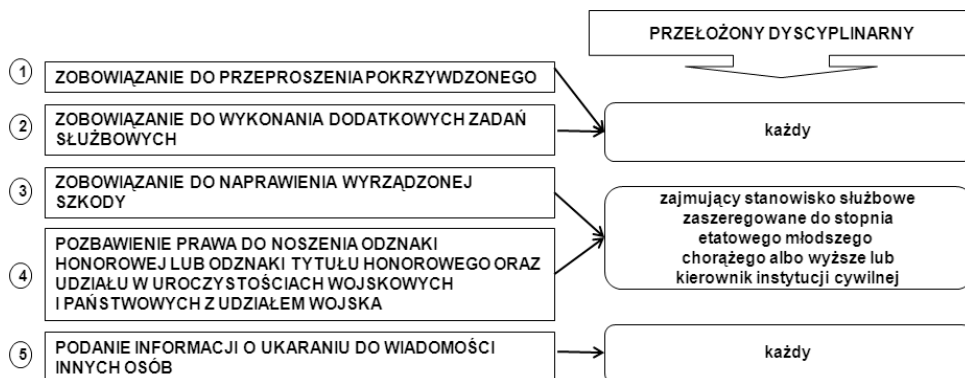 PRZEŁOŻONY DYSCYPLINARNY
1
ZOBOWIĄZANIE DO PRZEPROSZENIA POKRZYWDZONEGO
2
ZOBOWIĄZANIE DO WYKONANIA DODATKOWYCH ZADAŃ
SŁUŻBOWYCH
każdy
3
ZOBOWIĄZANIE DO NAPRAWIENIA WYRZĄDZONEJ
SZKODY
4
POZBAWIENIE PRAWA DO NOSZENIA ODZNAKI
HONOROWEJ LUB ODZNAKI TYTUŁU HONOROWEGO ORAZ
UDZIAŁU W UROCZYSTOŚCIACH WOJSKOWYCH
I PAŃSTWOWYCH Z UDZIAŁEM WOJSKA
zajmujący stanowisko służbowe
zaszeregowane do stopnia
etatowego młodszego
chorążego albo wyższe lub
kierownik instytucji cywilnej
5
PODANIE INFORMACJI O UKARANIU DO WIADOMOŚCI
INNYCH OSÓB
każdy